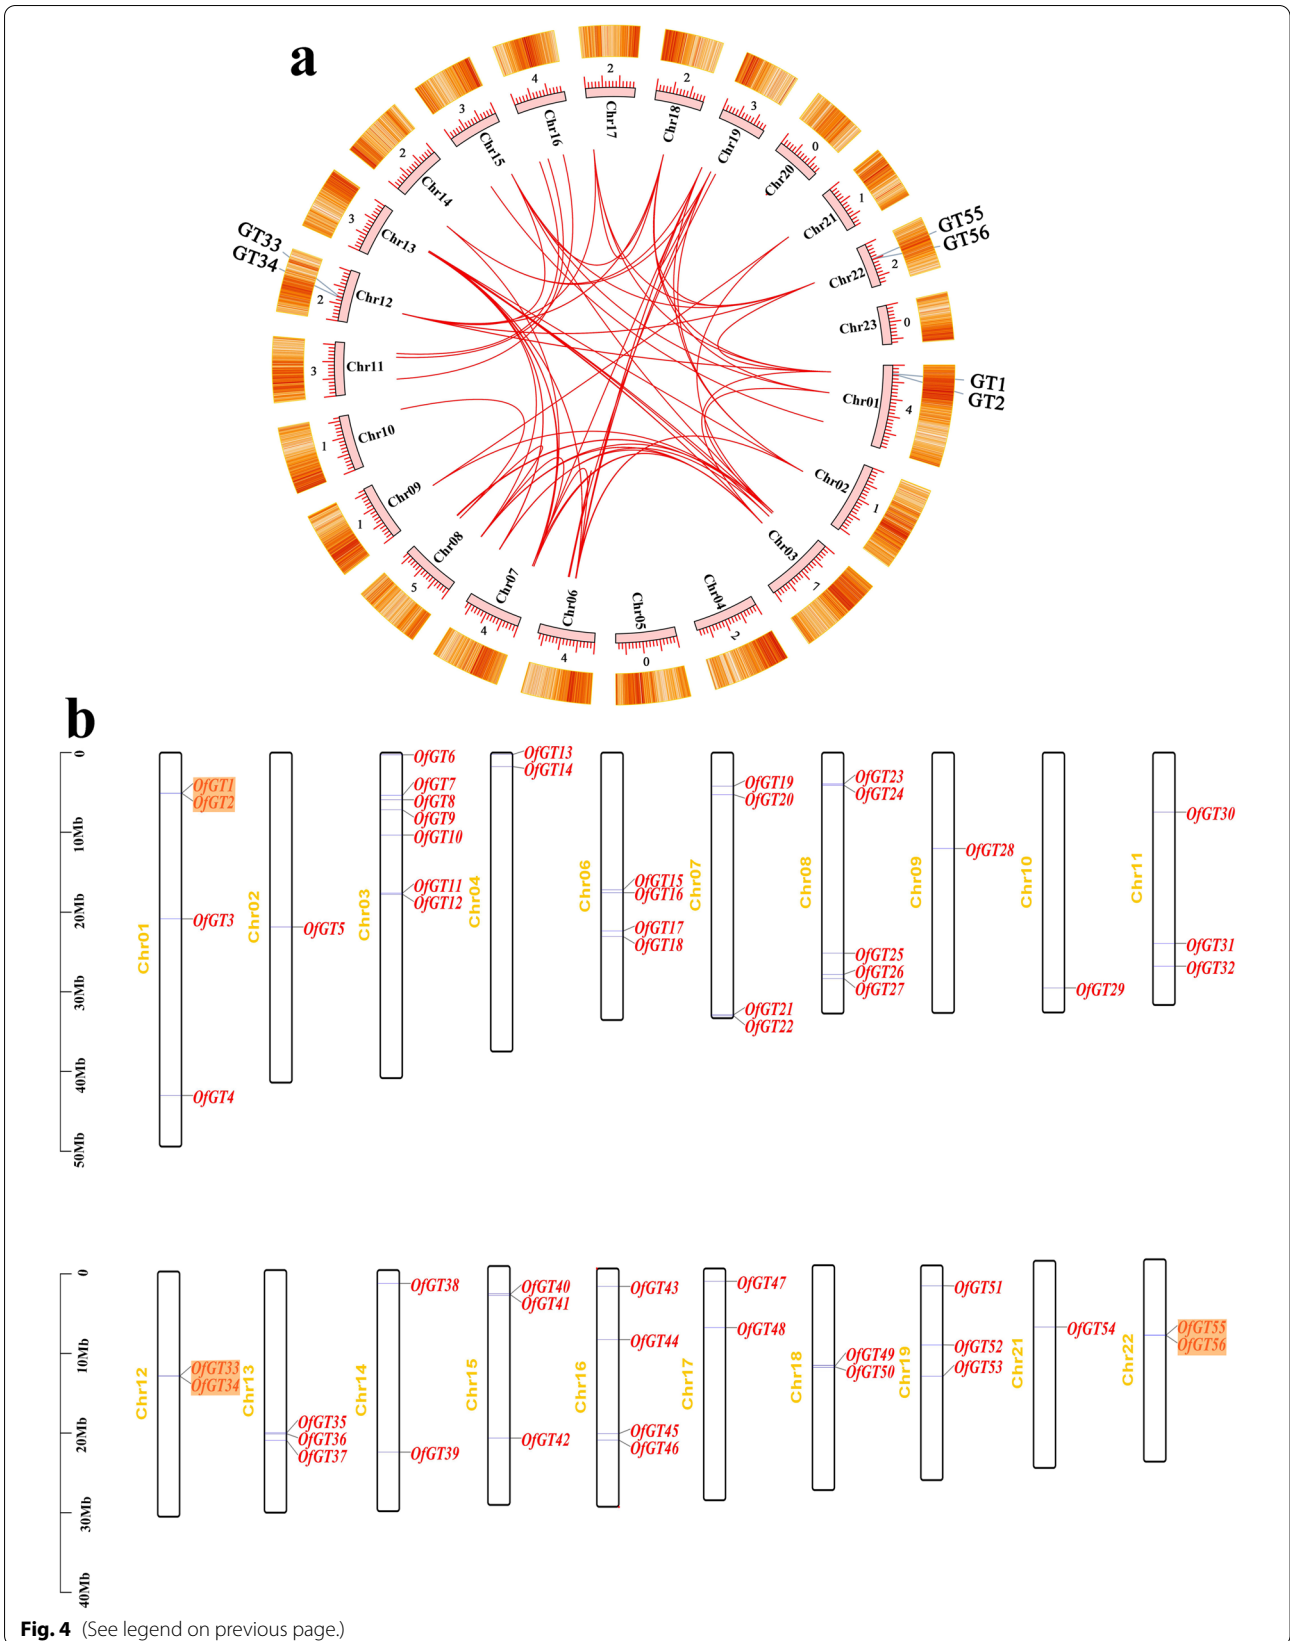 a
Chr01
4
Chr02
1
Chr03
7
Chr04
2
Chr05
0
Chr06
4
Chr07
4
Chr08
5
Chr09
1
Chr10
1
Chr11
3
Chr12
2
Chr13
3
Chr14
2
Chr15
3
Chr16
4
Chr17
2
Chr18
2
Chr19
3
Chr20
0
Chr21
1
Chr22
2
Chr23
0
GT33
GT34
GT55
GT56
GT1
GT2
b
0
10Mb
20Mb
30Mb
40Mb
50Mb
Chr01
OfGT1
OfGT2
OfGT3
OfGT4
Chr02
OfGT5
Chr03
OfGT6
OfGT7
OfGT8
OfGT9
OfGT10
OfGT11
OfGT12
Chr04
OfGT13
OfGT14
Chr06
OfGT15
OfGT16
OfGT17
OfGT18
Chr07
OfGT19
OfGT20
OfGT21
OfGT22
Chr08
OfGT23
OfGT24
OfGT25
OfGT26
OfGT27
Chr09
OfGT28
Chr10
OfGT29
Chr11
OfGT30
OfGT31
OfGT32
0
10Mb
20Mb
30Mb
40Mb
Chr12
OfGT33
OfGT34
Chr13
OfGT35
OfGT36
OfGT37
Chr14
OfGT38
OfGT39
Chr15
OfGT40
OfGT41
OfGT42
Chr16
OfGT43
OfGT44
OfGT45
OfGT46
Chr17
OfGT47
OfGT48
Chr18
OfGT49
OfGT50
Chr19
OfGT51
OfGT52
OfGT53
Chr21
OfGT54
Chr22
OfGT55
OfGT56
Fig. 4 (See legend on previous page.)